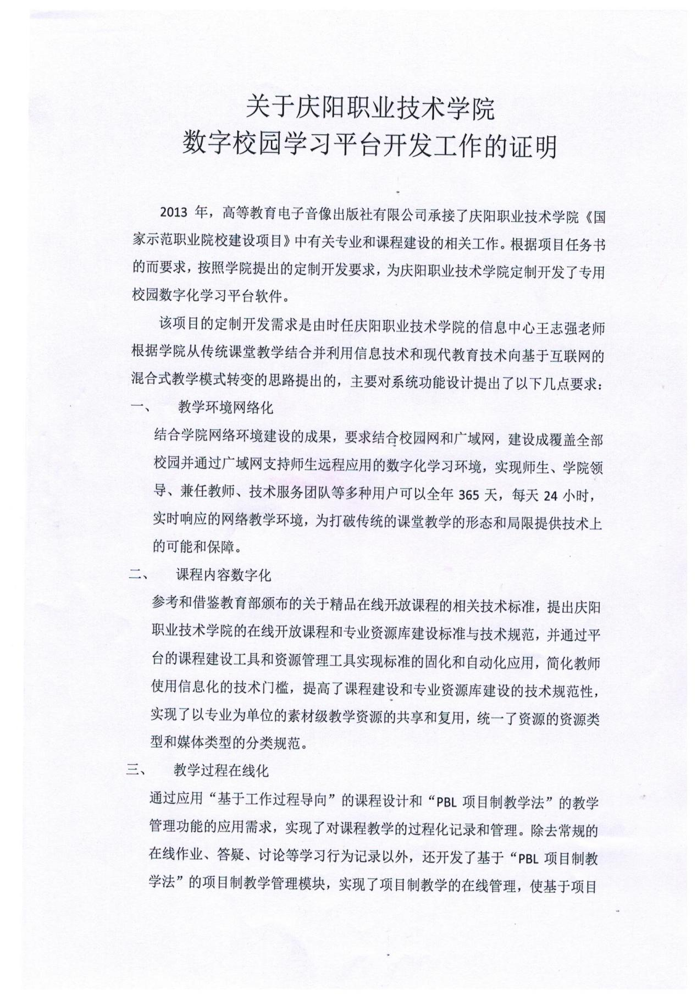 关于庆阳职业技术学院
数字校园学习平台开发工作的证明
2013 年，高等教育电子音像出版社有限公司承接了庆阳职业技术学院《国
家示范职业院校建设项目》中有关专业和课程建设的相关工作。根据项目任务书
的而要求，按照学院提出的定制开发要求，为庆阳职业技术学院定制开发了专用
校园数字化学习平台软件。
该项目的定制开发需求是由时任庆阳职业技术学院的信息中心王志强老师
根据学院从传统课堂教学结合并利用信息技术和现代教育技术向基于互联网的
混合式教学模式转变的思路提出的，主要对系统功能设计提出了以下几点要求：
一、 教学环境网络化
结合学院网络环境建设的成果，要求结合校园网和广域网，建设成覆盖全部
校园并通过广域网支持师生远程应用的数字化学习环境，实现师生、学院领
导、兼任教师、技术服务团队等多种用户可以全年 365 天，每天 24 小时，
实时响应的网络教学环境，为打破传统的课堂教学的形态和局限提供技术上
的可能和保障。
二、 课程内容数字化
参考和借鉴教育部颁布的关于精品在线开放课程的相关技术标准，提出庆阳
职业技术学院的在线开放课程和专业资源库建设标准与技术规范，并通过平
台的课程建设工具和资源管理工具实现标准的固化和自动化应用，简化教师
使用信息化的技术门槛，提高了课程建设和专业资源库建设的技术规范性，
实现了以专业为单位的素材级教学资源的共享和复用，统一了资源的资源类
型和媒体类型的分类规范。
三、 教学过程在线化
通过应用“基于工作过程导向”的课程设计和“PBL 项目制教学法”的教学
管理功能的应用需求，实现了对课程教学的过程化记录和管理。除去常规的
在线作业、答疑、讨论等学习行为记录以外，还开发了基于“PBL 项目制教
学法”的项目制教学管理模块，实现了项目制教学的在线管理，使基于项目